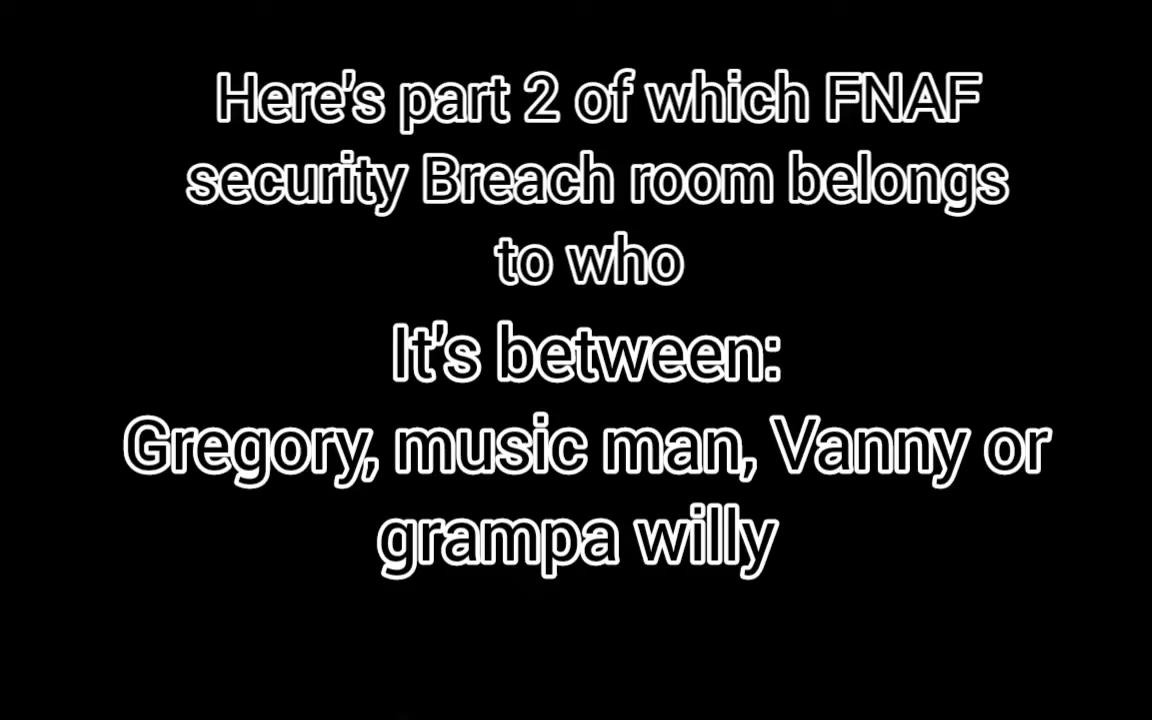 Here's part 2 of which FNAF
security Breach room belongs
to who
It's between:
Gregory, music man, Vanny or
grampa willy